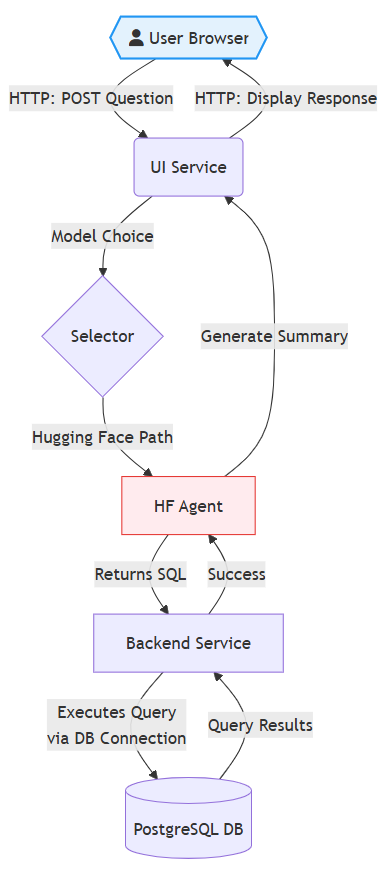 User Browser
HTTP: POST Question
HTTP: Display Response
UI Service
Model Choice
Selector
Generate Summary
Hugging Face Path
HF Agent
Returns SQL
Success
Backend Service
Executes Query
via DB Connection
Query Results
PostgreSQL DB